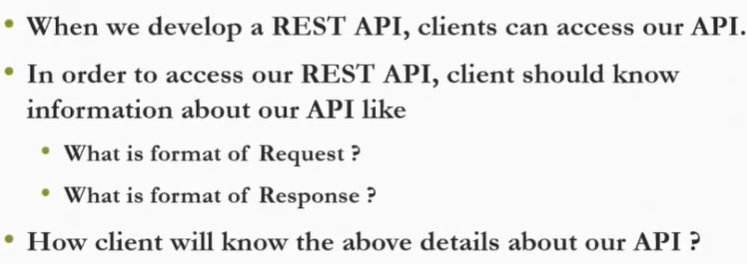 • When we develop a REST API, clients can access our API.
• In order to access our REST API, client should know
information about our API like
• What is format of Request ?
• What is format of Response ?
• How client will know the above details about our API ?